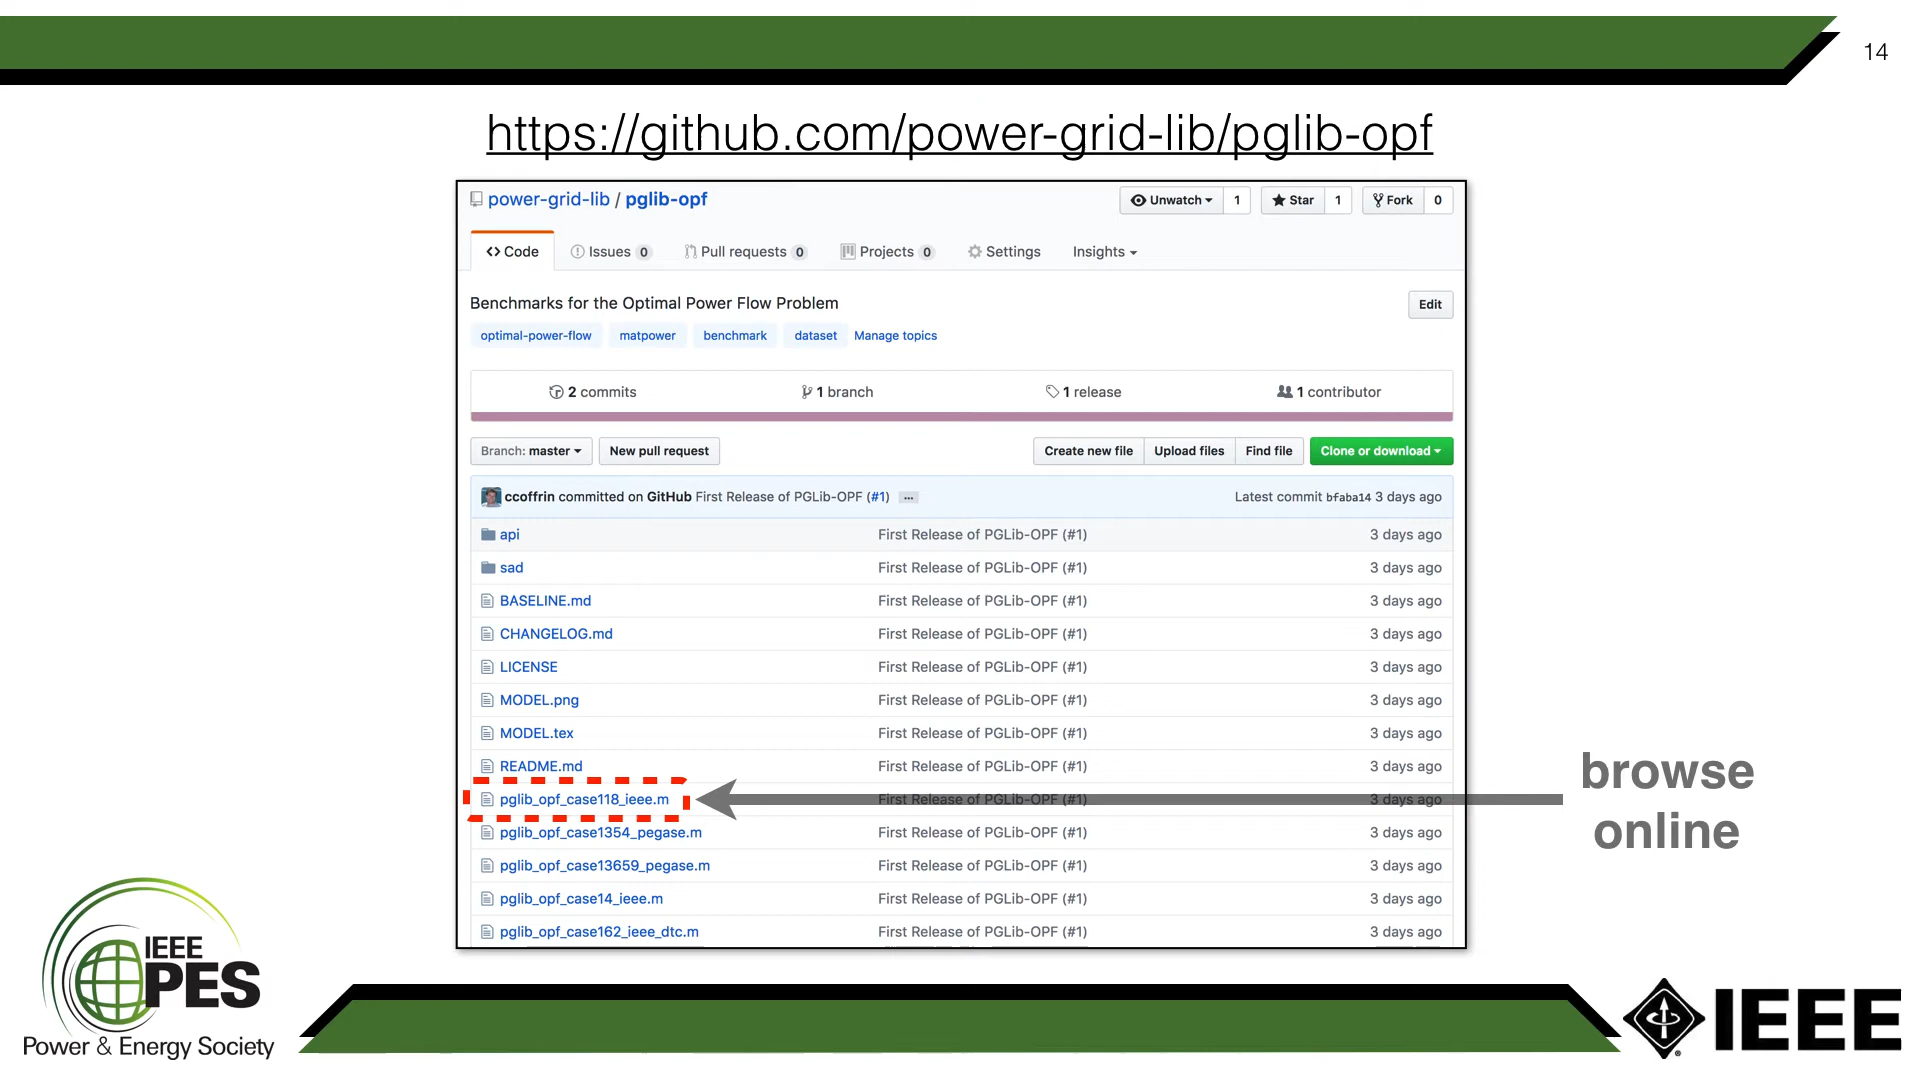 14
https://github.com/power-grid-lib/pglib-opf
power-grid-lib / pglib-opf Unwatch 1 Star 1 Fork 0
Code Issues 0 Pull requests 0 Projects 0 Settings Insights
Benchmarks for the Optimal Power Flow Problem Edit
optimal-power-flow matpower benchmark dataset Manage topics
2 commits 1 branch 1 release 1 contributor
Branch: master New pull request Create new file Upload files Find file Clone or download
ccoffrin committed on GitHub First Release of PGLib-OPF (#1) ... Latest commit bfaba14 3 days ago
api First Release of PGLib-OPF (#1) 3 days ago
sad First Release of PGLib-OPF (#1) 3 days ago
BASELINE.md First Release of PGLib-OPF (#1) 3 days ago
CHANGELOG.md First Release of PGLib-OPF (#1) 3 days ago
LICENSE First Release of PGLib-OPF (#1) 3 days ago
MODEL.png First Release of PGLib-OPF (#1) 3 days ago
MODEL.tex First Release of PGLib-OPF (#1) 3 days ago
README.md First Release of PGLib-OPF (#1) 3 days ago
pglib_opf_case118_ieee.m First Release of PGLib-OPF (#1) 3 days ago
pglib_opf_case1354_pegase.m First Release of PGLib-OPF (#1) 3 days ago
pglib_opf_case13659_pegase.m First Release of PGLib-OPF (#1) 3 days ago
pglib_opf_case14_ieee.m First Release of PGLib-OPF (#1) 3 days ago
pglib_opf_case162_ieee_dtc.m First Release of PGLib-OPF (#1) 3 days ago
browse
online
IEEE
PES
Power & Energy Society
IEEE